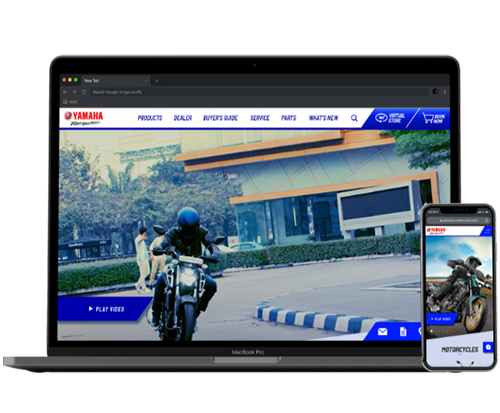 New Tab
Search Google, or type a URL
Apps
YAMAHA
PRODUCTS DEALER BUYER'S GUIDE SERVICE PARTS WHAT'S NEW VIRTUAL STORE BOOK NOW
PLAY VIDEO
MacBook Pro
YAMAHA
PLAY VIDEO
MOTORCYCLES